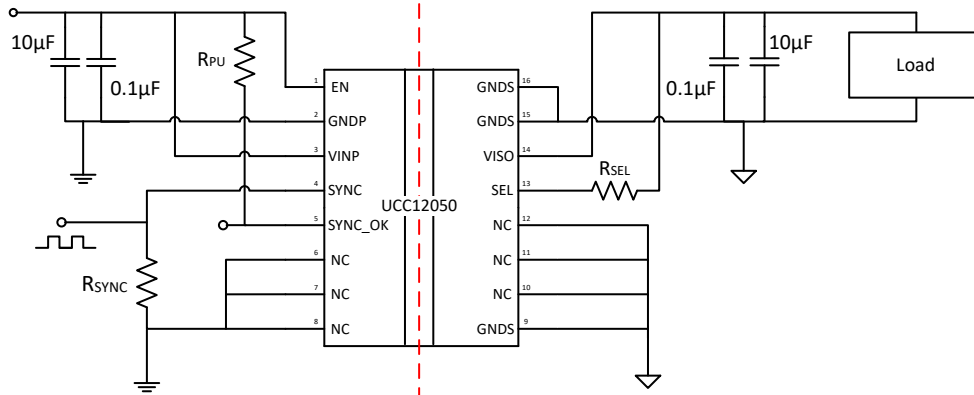 10µF
0.1µF
RPU
1 EN
2 GNDP
3 VINP
4 SYNC
5 SYNC_OK
6 NC
7 NC
8 NC
RSYNC
UCC12050
GNDS 16
GNDS 15
VISO 14
SEL 13
NC 12
NC 11
NC 10
GNDS 9
RSEL
0.1µF
10µF
Load